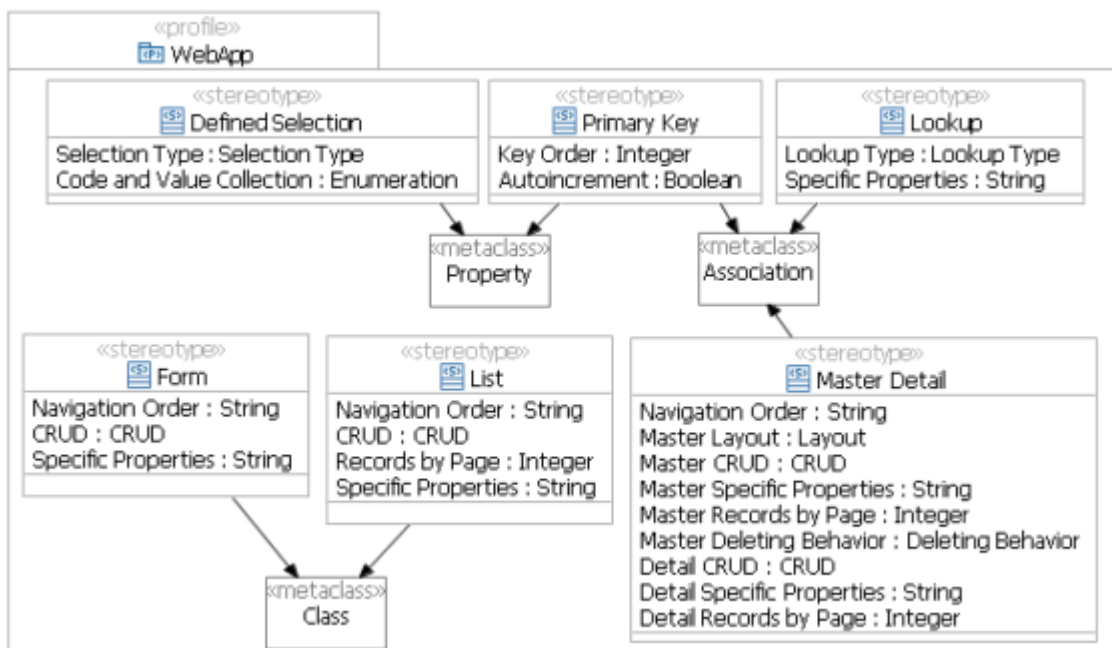 «profile»
WebApp
«stereotype»
Defined Selection
Selection Type : Selection Type
Code and Value Collection : Enumeration
«stereotype»
Primary Key
Key Order : Integer
Autoincrement : Boolean
«stereotype»
Lookup
Lookup Type : Lookup Type
Specific Properties : String
«metaclass»
Property
«metaclass»
Association
«stereotype»
Form
Navigation Order : String
CRUD : CRUD
Specific Properties : String
«stereotype»
List
Navigation Order : String
CRUD : CRUD
Records by Page : Integer
Specific Properties : String
«stereotype»
Master Detail
Navigation Order : String
Master Layout : Layout
Master CRUD : CRUD
Master Specific Properties : String
Master Records by Page : Integer
Master Deleting Behavior : Deleting Behavior
Detail CRUD : CRUD
Detail Specific Properties : String
Detail Records by Page : Integer
«metaclass»
Class